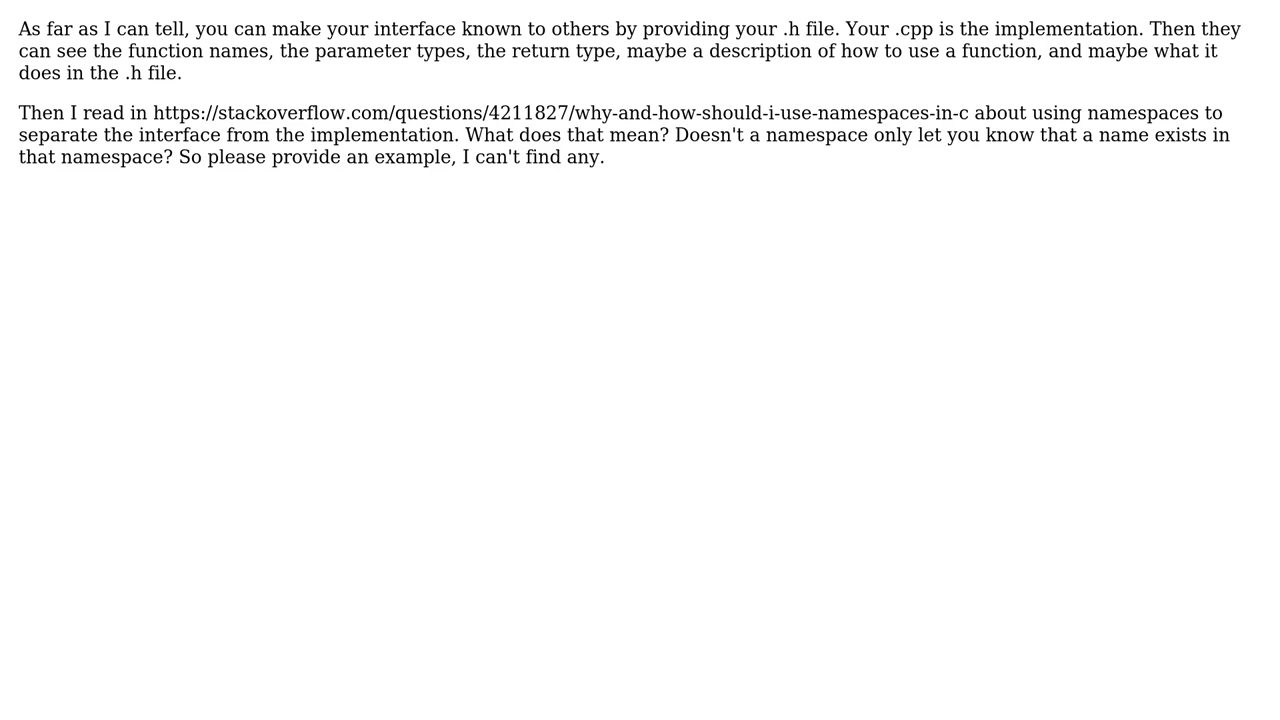 As far as I can tell, you can make your interface known to others by providing your .h file. Your .cpp is the implementation. Then they
can see the function names, the parameter types, the return type, maybe a description of how to use a function, and maybe what it
does in the .h file.
Then I read in https://stackoverflow.com/questions/4211827/why-and-how-should-i-use-namespaces-in-c about using namespaces to
separate the interface from the implementation. What does that mean? Doesn't a namespace only let you know that a name exists in
that namespace? So please provide an example, I can't find any.